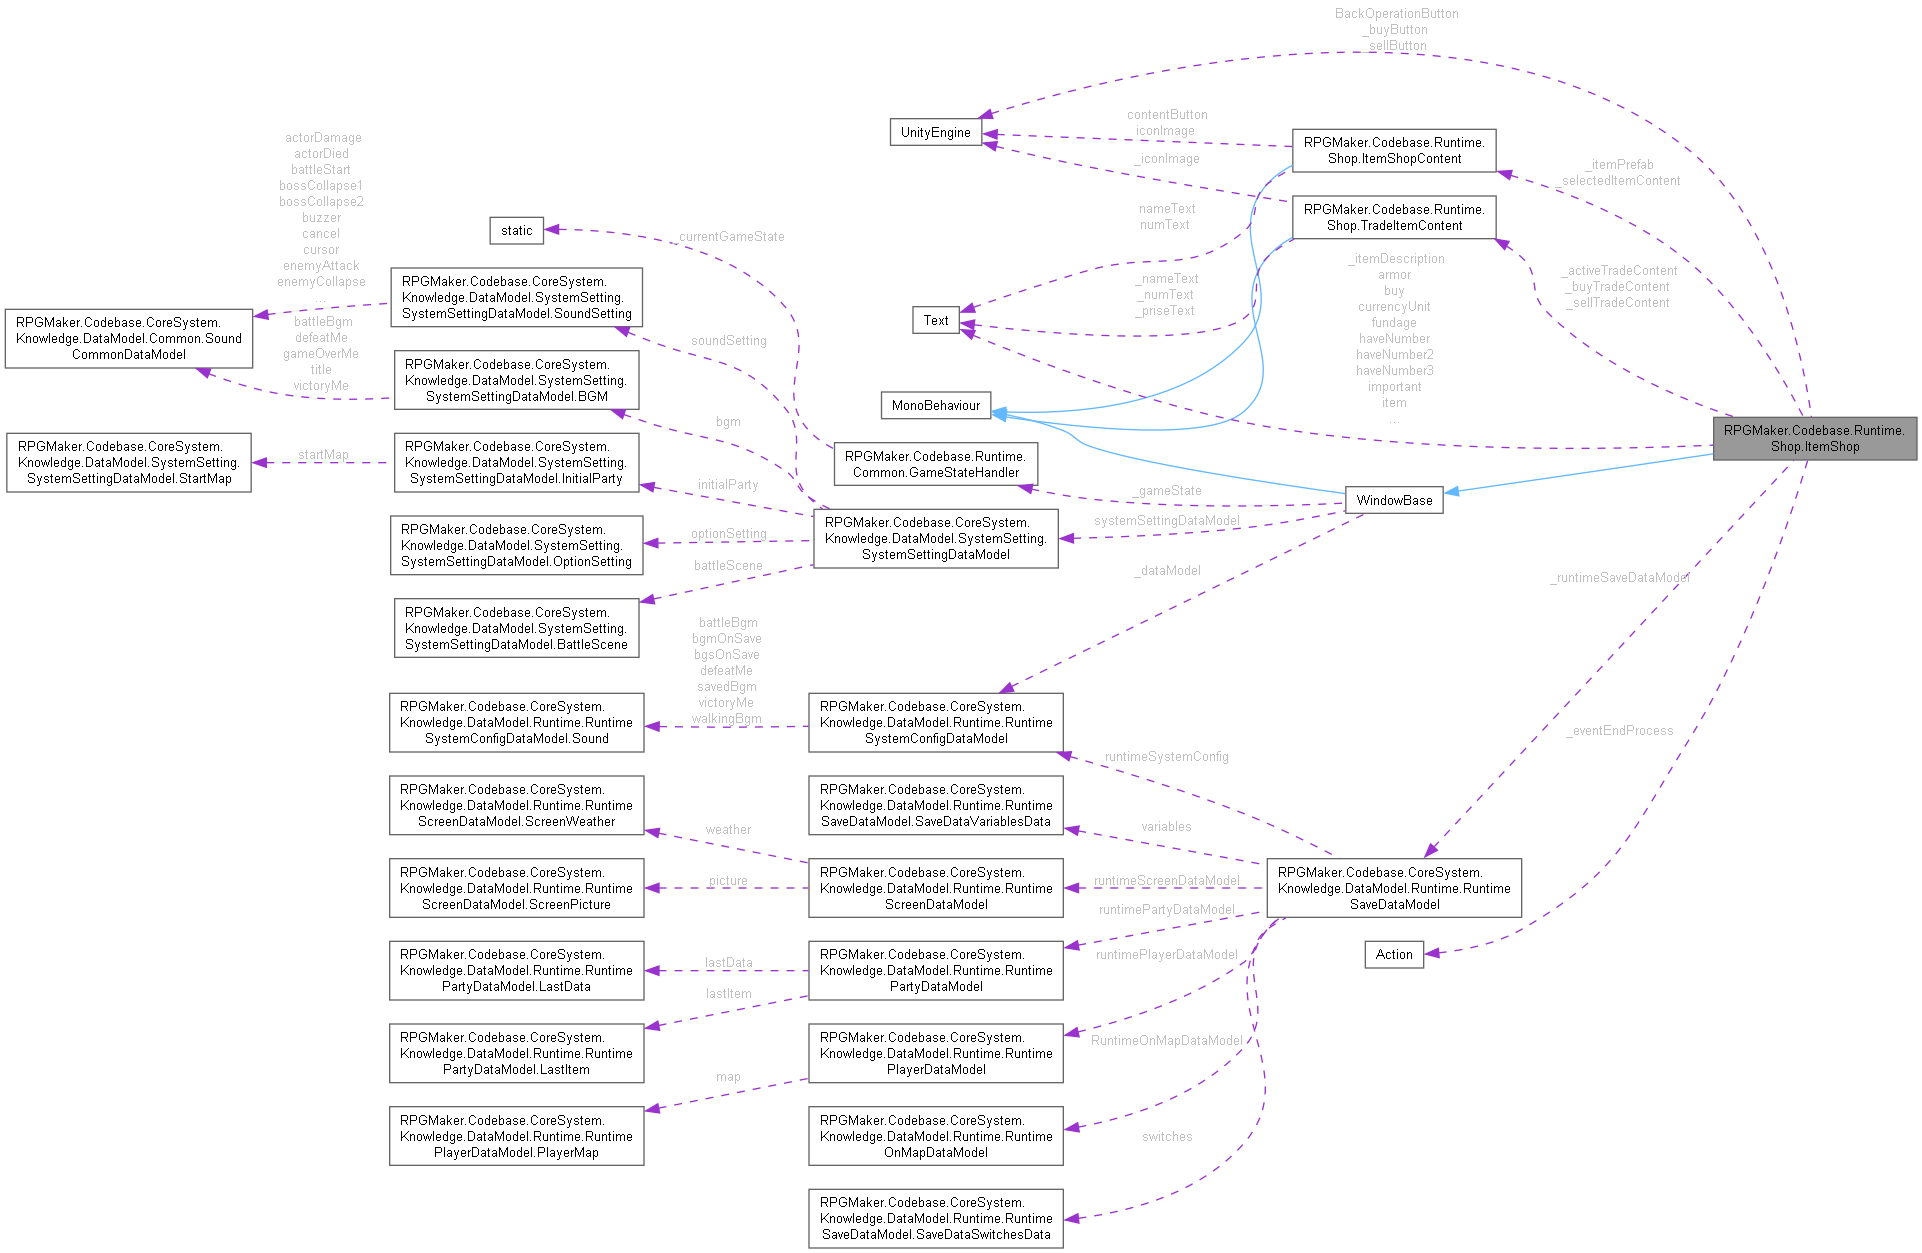 BackOperationButton
_buyButton
_sellButton
UnityEngine
contentButton
iconImage
_iconImage
RPGMaker.Codebase.Runtime.
Shop.ItemShopContent
_itemPrefab
_selectedItemContent
actorDamage
actorDied
battleStart
bossCollapse1
bossCollapse2
buzzer
cancel
cursor
enemyAttack
enemyCollapse
...
static
currentGameState
nameText
numText
RPGMaker.Codebase.Runtime.
Shop.TradeItemContent
_nameText
_numText
_priseText
_itemDescription
armor
buy
currencyUnit
fundage
haveNumber
haveNumber2
haveNumber3
important
item
...
_activeTradeContent
_buyTradeContent
_sellTradeContent
RPGMaker.Codebase.CoreSystem.
Knowledge.DataModel.SystemSetting.
SystemSettingDataModel.SoundSetting
RPGMaker.Codebase.CoreSystem.
Knowledge.DataModel.Common.Sound
CommonDataModel
battleBgm
defeatMe
gameOverMe
title
victoryMe
soundSetting
Text
RPGMaker.Codebase.CoreSystem.
Knowledge.DataModel.SystemSetting.
SystemSettingDataModel.BGM
bgm
MonoBehaviour
RPGMaker.Codebase.Runtime.
Shop.ItemShop
RPGMaker.Codebase.CoreSystem.
Knowledge.DataModel.SystemSetting.
SystemSettingDataModel.StartMap
startMap
RPGMaker.Codebase.CoreSystem.
Knowledge.DataModel.SystemSetting.
SystemSettingDataModel.InitialParty
initialParty
RPGMaker.Codebase.Runtime.
Common.GameStateHandler
_gameState
WindowBase
RPGMaker.Codebase.CoreSystem.
Knowledge.DataModel.SystemSetting.
SystemSettingDataModel.OptionSetting
optionSetting
RPGMaker.Codebase.CoreSystem.
Knowledge.DataModel.SystemSetting.
SystemSettingDataModel
systemSettingDataModel
battleScene
_dataModel
_runtimeSaveDataModel
RPGMaker.Codebase.CoreSystem.
Knowledge.DataModel.SystemSetting.
SystemSettingDataModel.BattleScene
battleBgm
bgmOnSave
bgsOnSave
defeatMe
savedBgm
victoryMe
walkingBgm
RPGMaker.Codebase.CoreSystem.
Knowledge.DataModel.Runtime.Runtime
SystemConfigDataModel.Sound
RPGMaker.Codebase.CoreSystem.
Knowledge.DataModel.Runtime.Runtime
SystemConfigDataModel
runtimeSystemConfig
_eventEndProcess
RPGMaker.Codebase.CoreSystem.
Knowledge.DataModel.Runtime.Runtime
ScreenDataModel.ScreenWeather
weather
RPGMaker.Codebase.CoreSystem.
Knowledge.DataModel.Runtime.Runtime
SaveDataModel.SaveDataVariablesData
variables
RPGMaker.Codebase.CoreSystem.
Knowledge.DataModel.Runtime.Runtime
ScreenDataModel.ScreenPicture
picture
RPGMaker.Codebase.CoreSystem.
Knowledge.DataModel.Runtime.Runtime
ScreenDataModel
runtimeScreenDataModel
RPGMaker.Codebase.CoreSystem.
Knowledge.DataModel.Runtime.Runtime
SaveDataModel
runtimePartyDataModel
RPGMaker.Codebase.CoreSystem.
Knowledge.DataModel.Runtime.Runtime
PartyDataModel.LastData
lastData
RPGMaker.Codebase.CoreSystem.
Knowledge.DataModel.Runtime.Runtime
PartyDataModel
runtimePlayerDataModel
Action
lastItem
RPGMaker.Codebase.CoreSystem.
Knowledge.DataModel.Runtime.Runtime
PartyDataModel.LastItem
RPGMaker.Codebase.CoreSystem.
Knowledge.DataModel.Runtime.Runtime
PlayerDataModel
RuntimeOnMapDataModel
map
RPGMaker.Codebase.CoreSystem.
Knowledge.DataModel.Runtime.Runtime
PlayerDataModel.PlayerMap
RPGMaker.Codebase.CoreSystem.
Knowledge.DataModel.Runtime.Runtime
OnMapDataModel
switches
RPGMaker.Codebase.CoreSystem.
Knowledge.DataModel.Runtime.Runtime
SaveDataModel.SaveDataSwitchesData